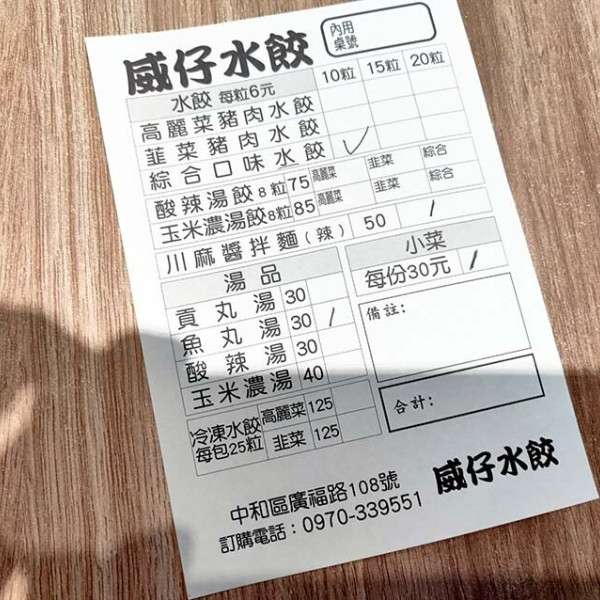 威仔水餃
內用
桌號
水餃 每粒6元 10粒 15粒 20粒
高麗菜豬肉水餃
韮菜豬肉水餃
綜合口味水餃
酸辣湯餃8粒 75 高麗菜 韮菜 綜合
玉米濃湯餃8粒 85 高麗菜 韮菜 綜合
川麻醬拌麵(辣) 50
湯品
貢丸湯 30
魚丸湯 30
酸辣湯 30
玉米濃湯 40
冷凍水餃
每包25粒
高麗菜 125
韮菜 125
小菜
每份30元
備註:
合計:
威仔水餃
中和區廣福路108號
訂購電話:0970-339551